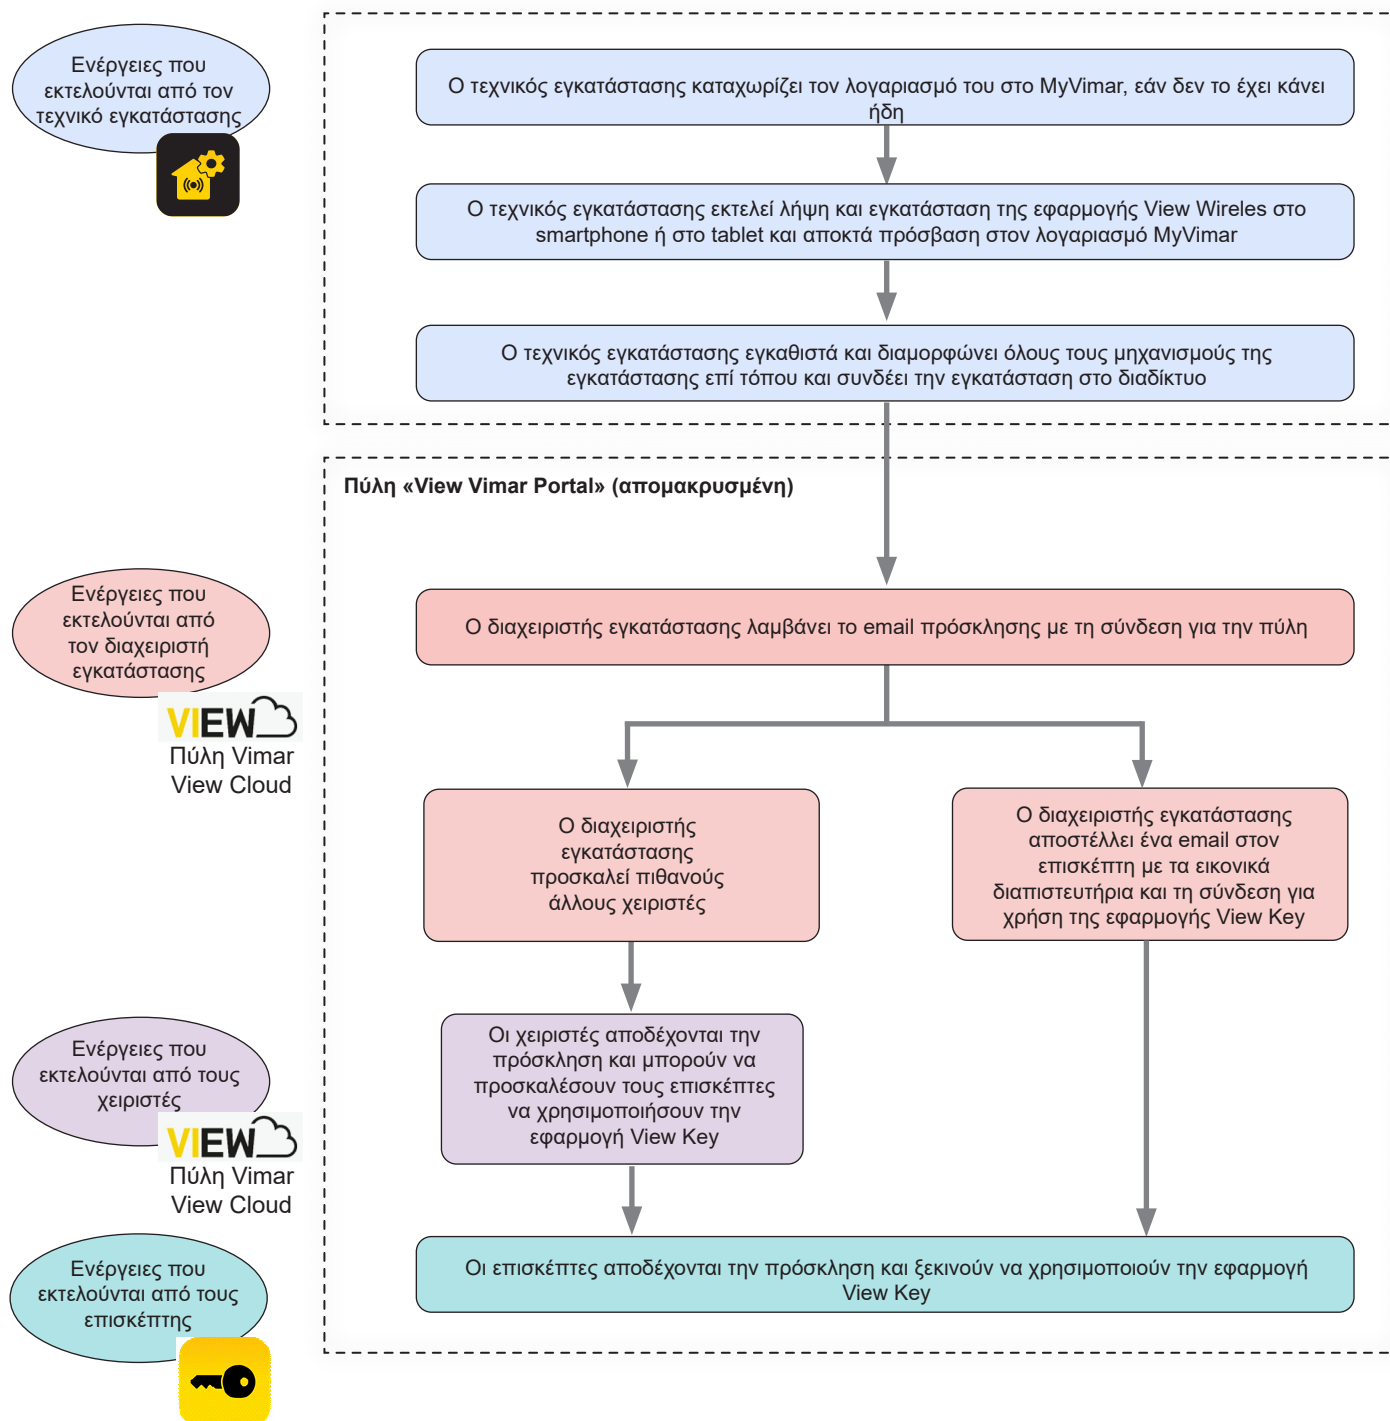 Ενέργειες που
εκτελούνται από τον
τεχνικό εγκατάστασης
Ο τεχνικός εγκατάστασης καταχωρίζει τον λογαριασμό του στο MyVimar, εάν δεν το έχει κάνει
ήδη
Ο τεχνικός εγκατάστασης εκτελεί λήψη και εγκατάσταση της εφαρμογής View Wireles στο
smartphone ή στο tablet και αποκτά πρόσβαση στον λογαριασμό MyVimar
Ο τεχνικός εγκατάστασης εγκαθιστά και διαμορφώνει όλους τους μηχανισμούς της
εγκατάστασης επί τόπου και συνδέει την εγκατάσταση στο διαδίκτυο
Πύλη «View Vimar Portal» (απομακρυσμένη)
Ενέργειες που
εκτελούνται από
τον διαχειριστή
εγκατάστασης
VIEW
Πύλη Vimar
View Cloud
Ο διαχειριστής εγκατάστασης λαμβάνει το email πρόσκλησης με τη σύνδεση για την πύλη
Ο διαχειριστής
εγκατάστασης
προσκαλεί πιθανούς
άλλους χειριστές
Ο διαχειριστής εγκατάστασης
αποστέλλει ένα email στον
επισκέπτη με τα εικονικά
διαπιστευτήρια και τη σύνδεση για
χρήση της εφαρμογής View Key
Ενέργειες που
εκτελούνται από τους
χειριστές
VIEW
Πύλη Vimar
View Cloud
Οι χειριστές αποδέχονται την
πρόσκληση και μπορούν να
προσκαλέσουν τους επισκέπτες
να χρησιμοποιήσουν την
εφαρμογή View Key
Ενέργειες που
εκτελούνται από τους
επισκέπτης
Οι επισκέπτες αποδέχονται την πρόσκληση και ξεκινούν να χρησιμοποιούν την εφαρμογή
View Key